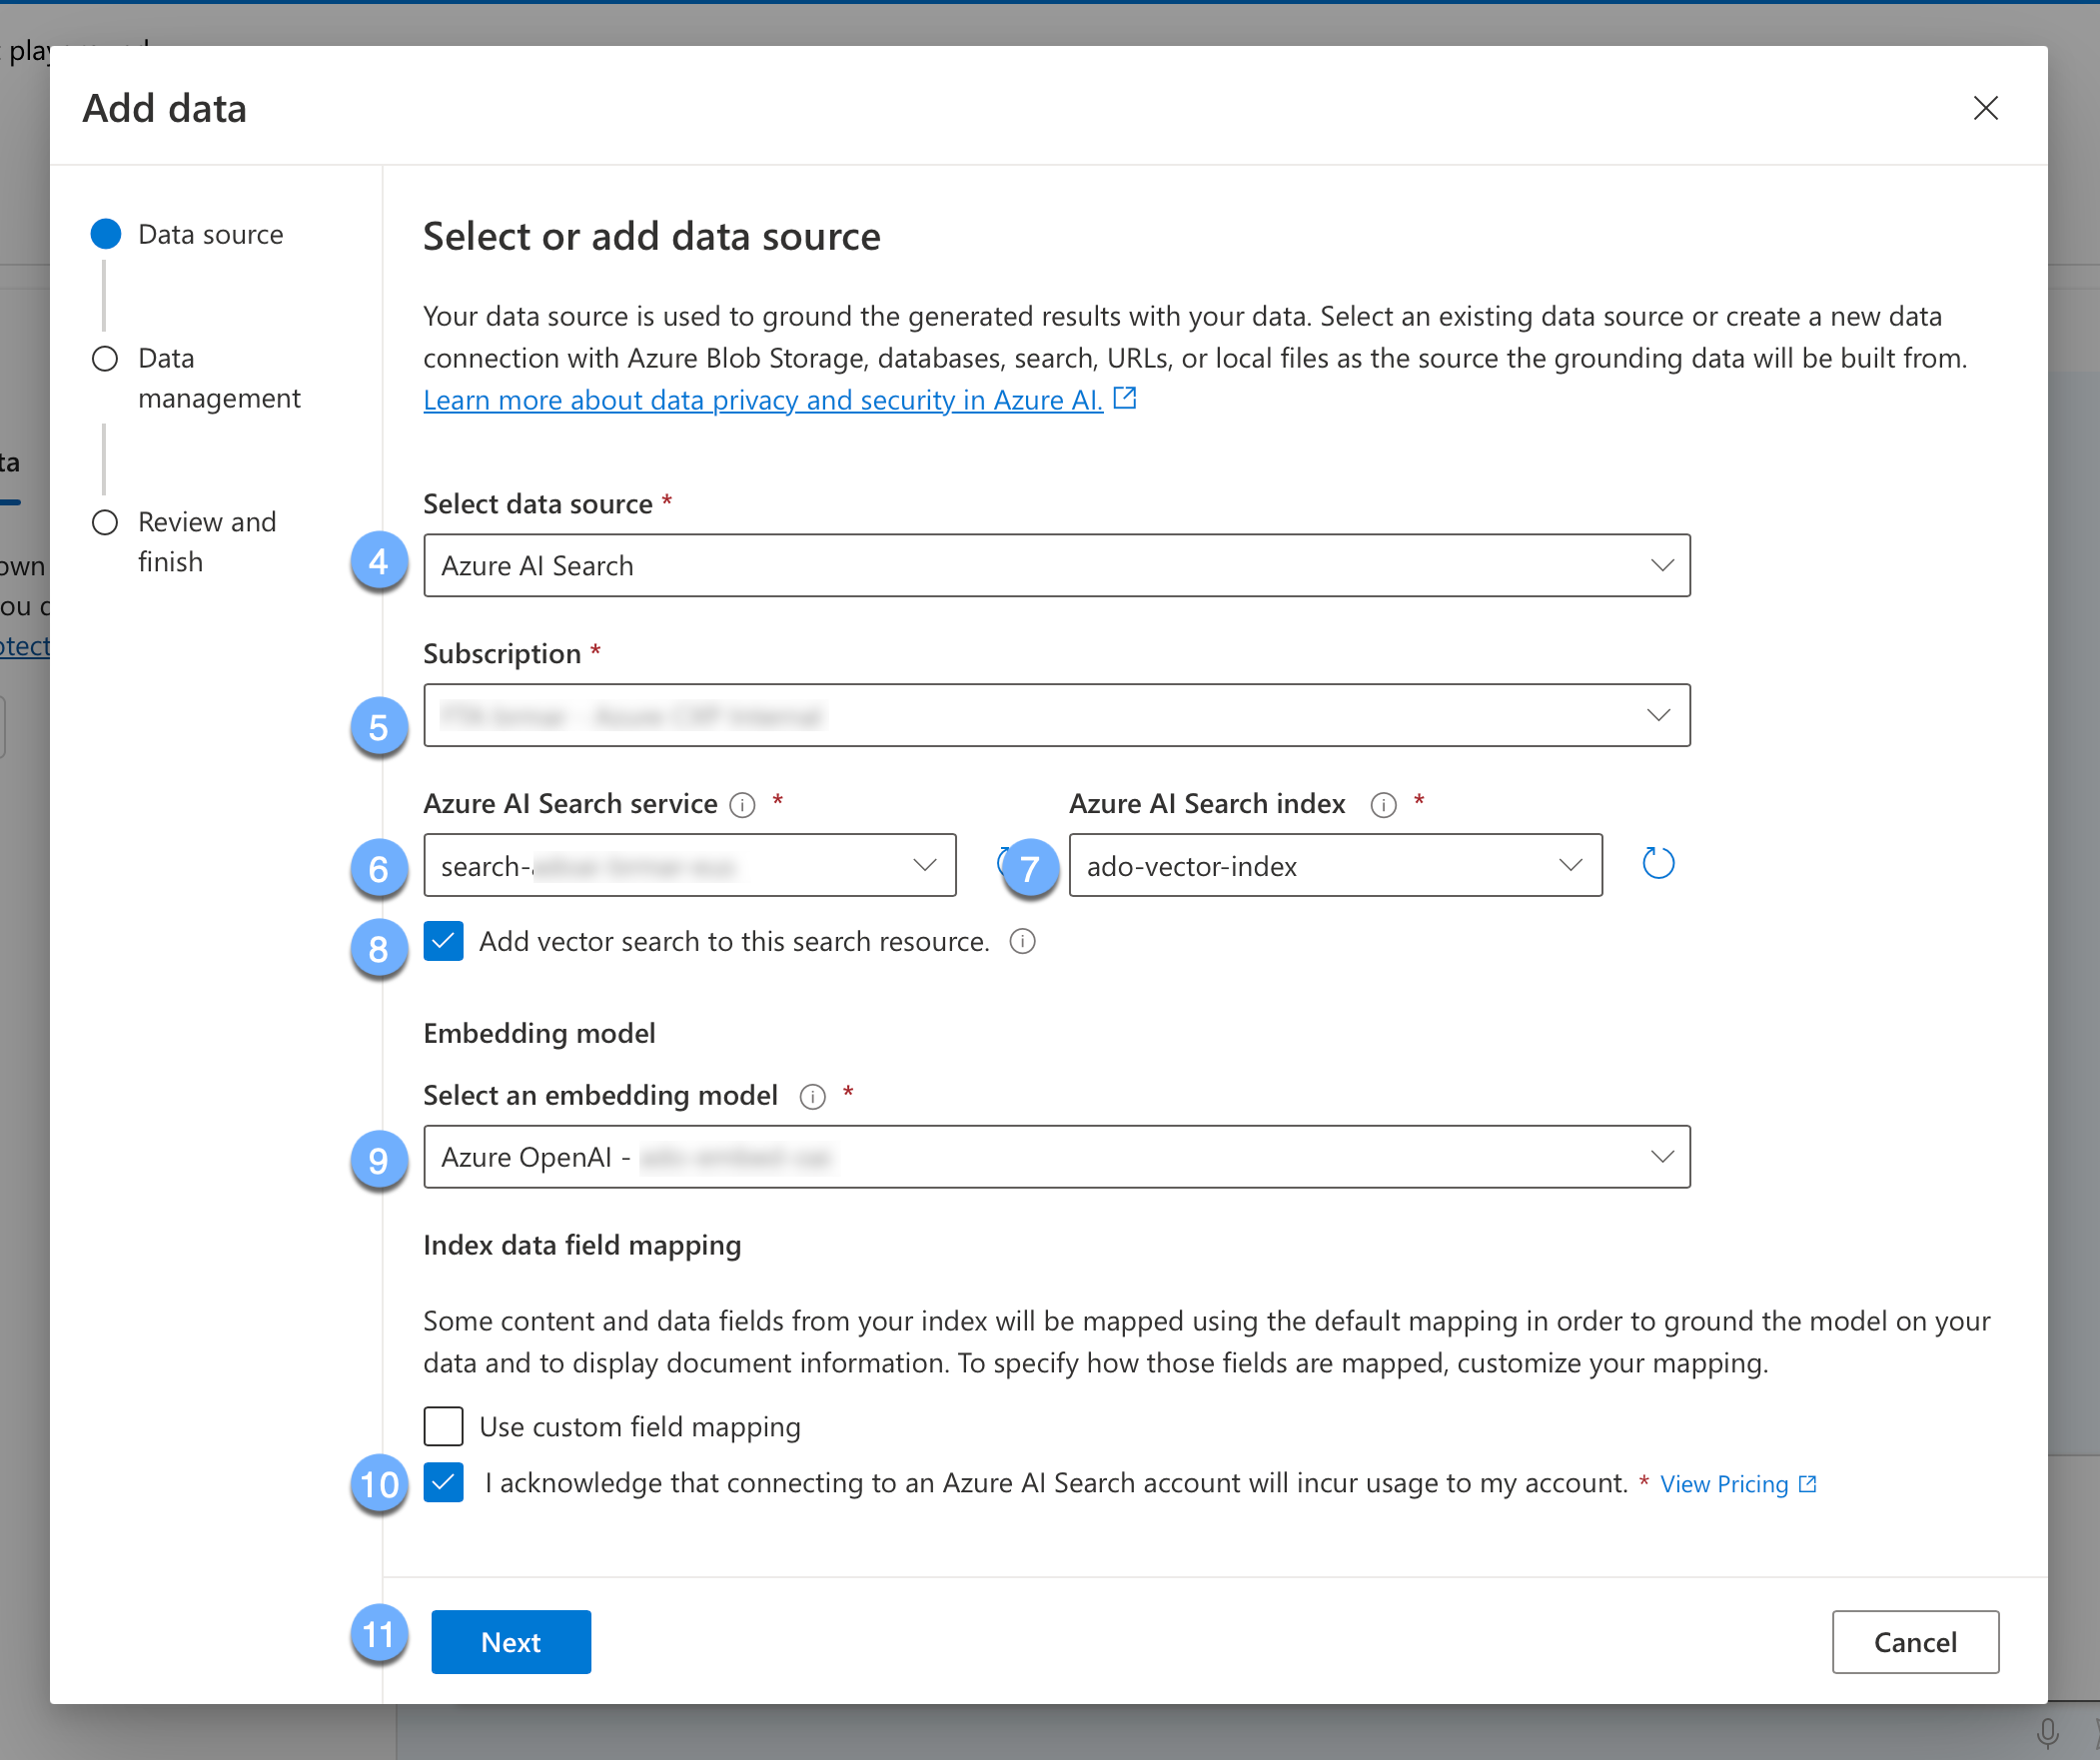 Add data
Data source
Data
management
Review and
finish
Select or add data source
Your data source is used to ground the generated results with your data. Select an existing data source or create a new data
connection with Azure Blob Storage, databases, search, URLs, or local files as the source the grounding data will be built from.
Learn more about data privacy and security in Azure AI.
Select data source *
4
Azure AI Search
Subscription *
5
Azure AI Search service *
Azure AI Search index *
6
search-
7
ado-vector-index
8
Add vector search to this search resource.
Embedding model
Select an embedding model *
9
Azure OpenAI -
Index data field mapping
Some content and data fields from your index will be mapped using the default mapping in order to ground the model on your
data and to display document information. To specify how those fields are mapped, customize your mapping.
Use custom field mapping
10
I acknowledge that connecting to an Azure AI Search account will incur usage to my account. * View Pricing
11
Next
Cancel
ta
own
ou
otect